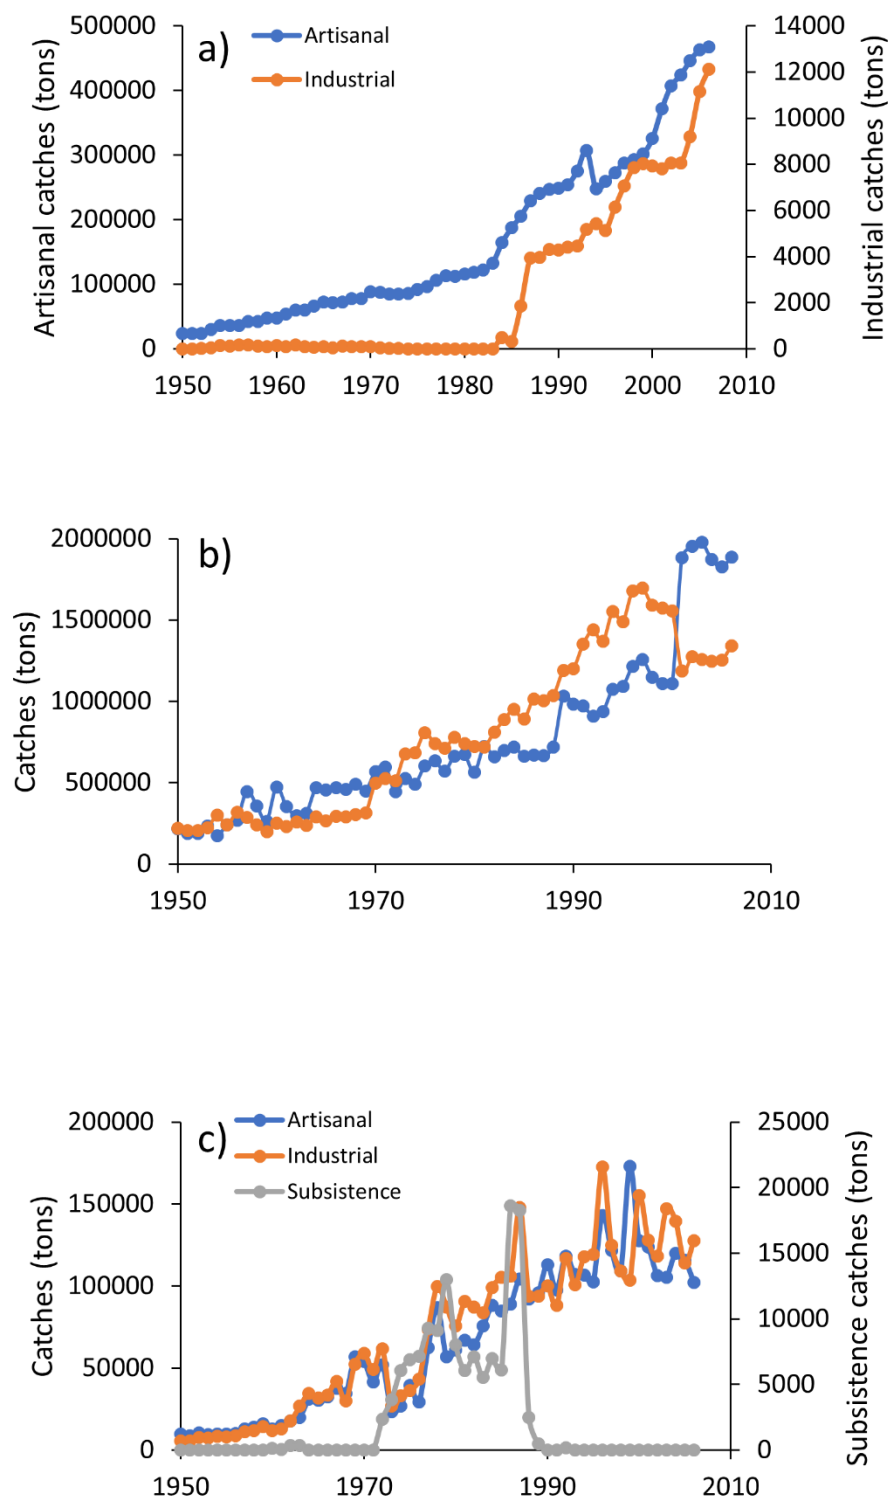 a)
Artisanal
Industrial
Artisanal catches (tons)
500000
400000
300000
200000
100000
0
Industrial catches (tons)
14000
12000
10000
8000
6000
4000
2000
0
1950 1960 1970 1980 1990 2000 2010
b)
Catches (tons)
2000000
1500000
1000000
500000
0
1950 1970 1990 2010
c)
Artisanal
Industrial
Subsistence
Catches (tons)
200000
150000
100000
50000
0
Subsistence catches (tons)
25000
20000
15000
10000
5000
0
1950 1970 1990 2010